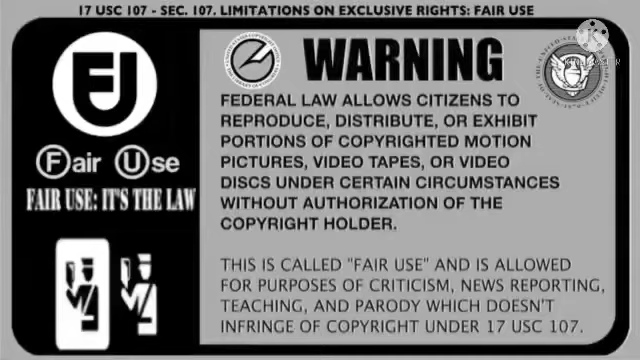 17 USC 107 - SEC. 107. LIMITATIONS ON EXCLUSIVE RIGHTS: FAIR USE
FU
Fair Use
FAIR USE: IT'S THE LAW
WARNING
FEDERAL LAW ALLOWS CITIZENS TO
REPRODUCE, DISTRIBUTE, OR EXHIBIT
PORTIONS OF COPYRIGHTED MOTION
PICTURES, VIDEO TAPES, OR VIDEO
DISCS UNDER CERTAIN CIRCUMSTANCES
WITHOUT AUTHORIZATION OF THE
COPYRIGHT HOLDER.
THIS IS CALLED "FAIR USE" AND IS ALLOWED
FOR PURPOSES OF CRITICISM, NEWS REPORTING,
TEACHING, AND PARODY WHICH DOESN'T
INFRINGE OF COPYRIGHT UNDER 17 USC 107.